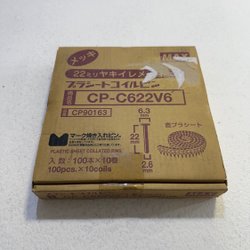 メッキ
MAX
22ミリヤキイレ
プラシートコイルピン
CP-C622V6
CP90163
6.3
22
2.6
マーク焼き入れピン
PLASTIC SHEET COLLATED PINS
入数:100本×10巻
100pcs.×10coils